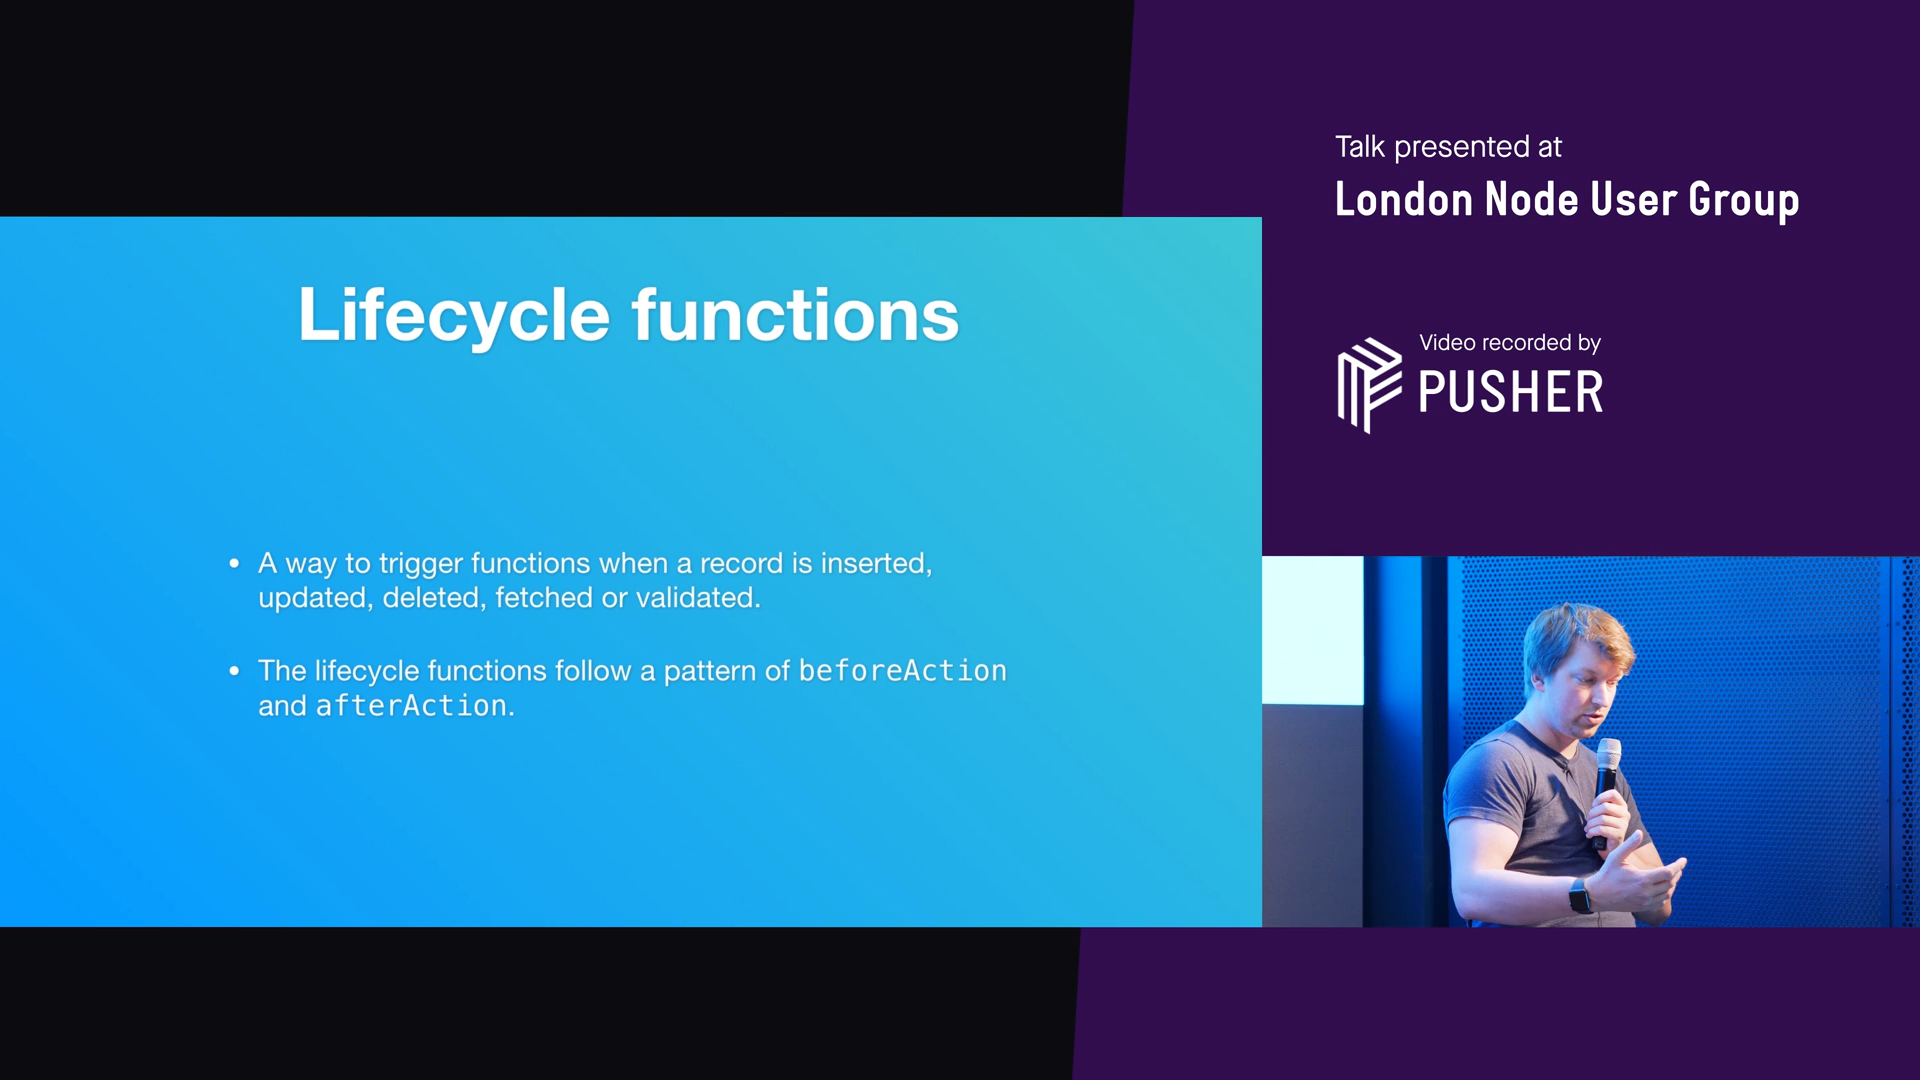 Talk presented at
London Node User Group
Video recorded by
PUSHER
Lifecycle functions
• A way to trigger functions when a record is inserted,
updated, deleted, fetched or validated.
• The lifecycle functions follow a pattern of beforeAction
and afterAction.